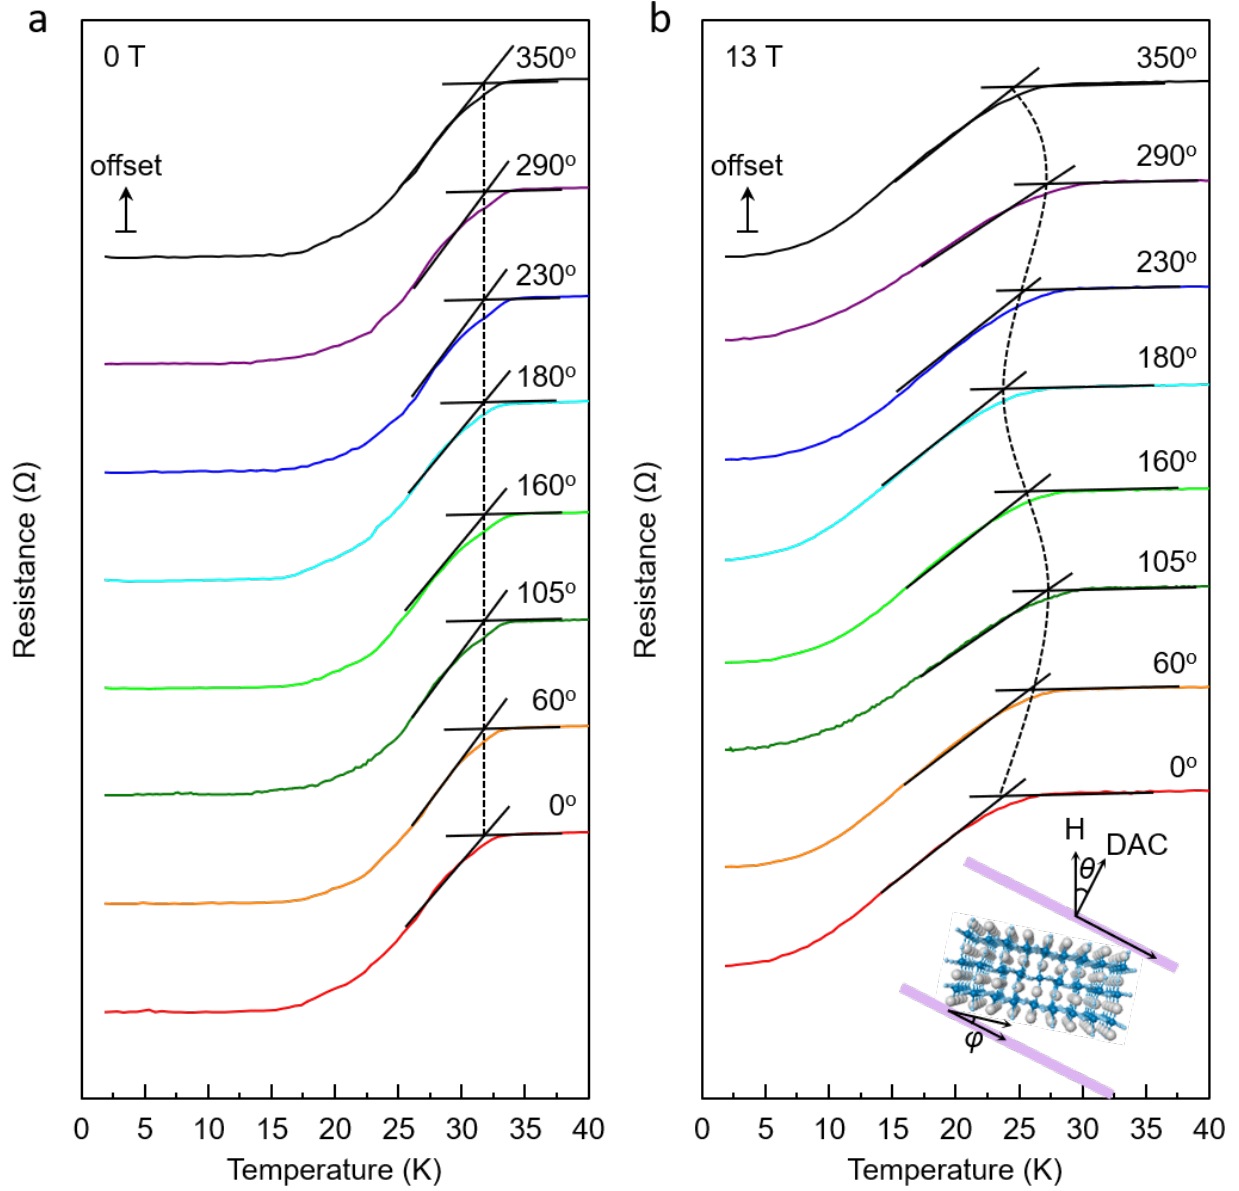 a
0 T
350°
offset
290°
230°
180°
160°
105°
60°
0°
Resistance (Ω)
0 5 10 15 20 25 30 35 40
Temperature (K)
b
13 T
350°
offset
290°
230°
180°
160°
105°
60°
0°
H
DAC
θ
φ
Resistance (Ω)
0 5 10 15 20 25 30 35 40
Temperature (K)